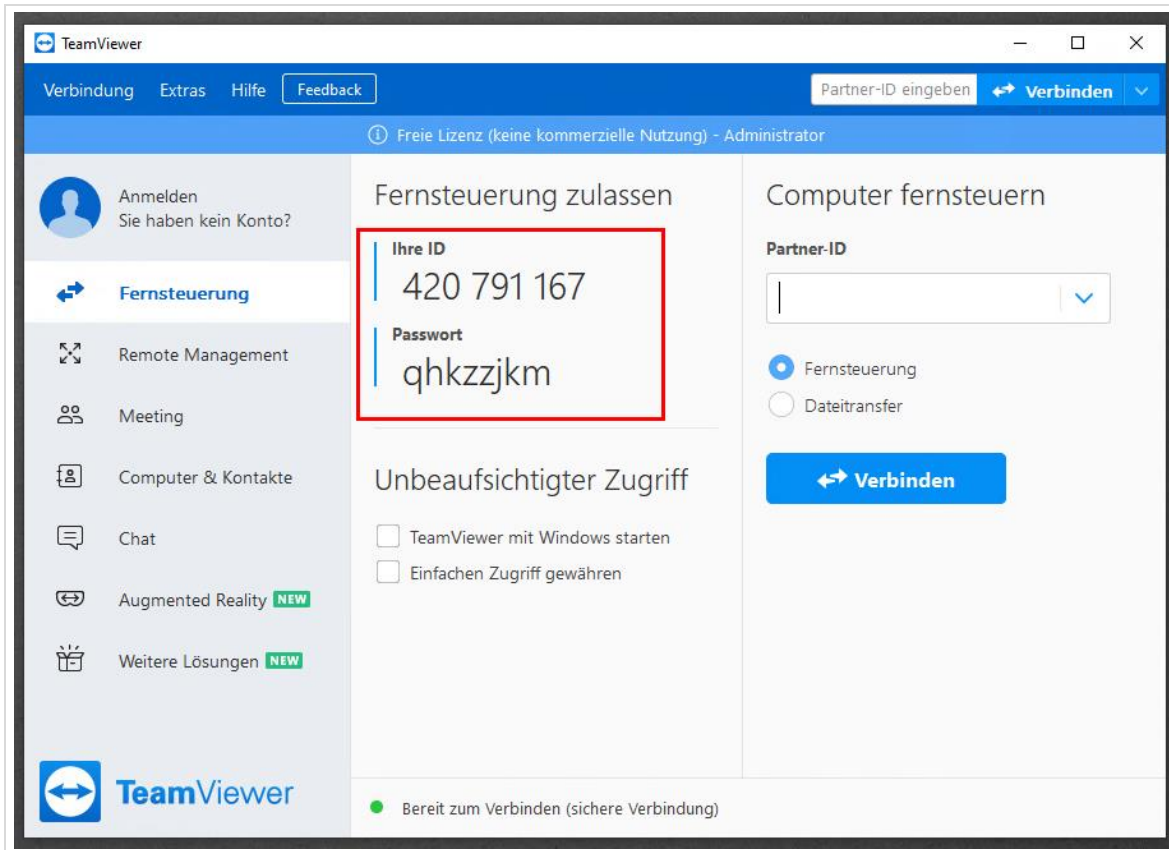 TeamViewer
Verbindung Extras Hilfe Feedback
Partner-ID eingeben Verbinden
Freie Lizenz (keine kommerzielle Nutzung) - Administrator
Anmelden
Sie haben kein Konto?
Fernsteuerung
Remote Management
Meeting
Computer & Kontakte
Chat
Augmented Reality NEW
Weitere Lösungen NEW
TeamViewer
Fernsteuerung zulassen
Ihre ID
420 791 167
Passwort
qhkzzjkm
Unbeaufsichtigter Zugriff
TeamViewer mit Windows starten
Einfachen Zugriff gewähren
Computer fernsteuern
Partner-ID
Fernsteuerung
Dateitransfer
Verbinden
Bereit zum Verbinden (sichere Verbindung)